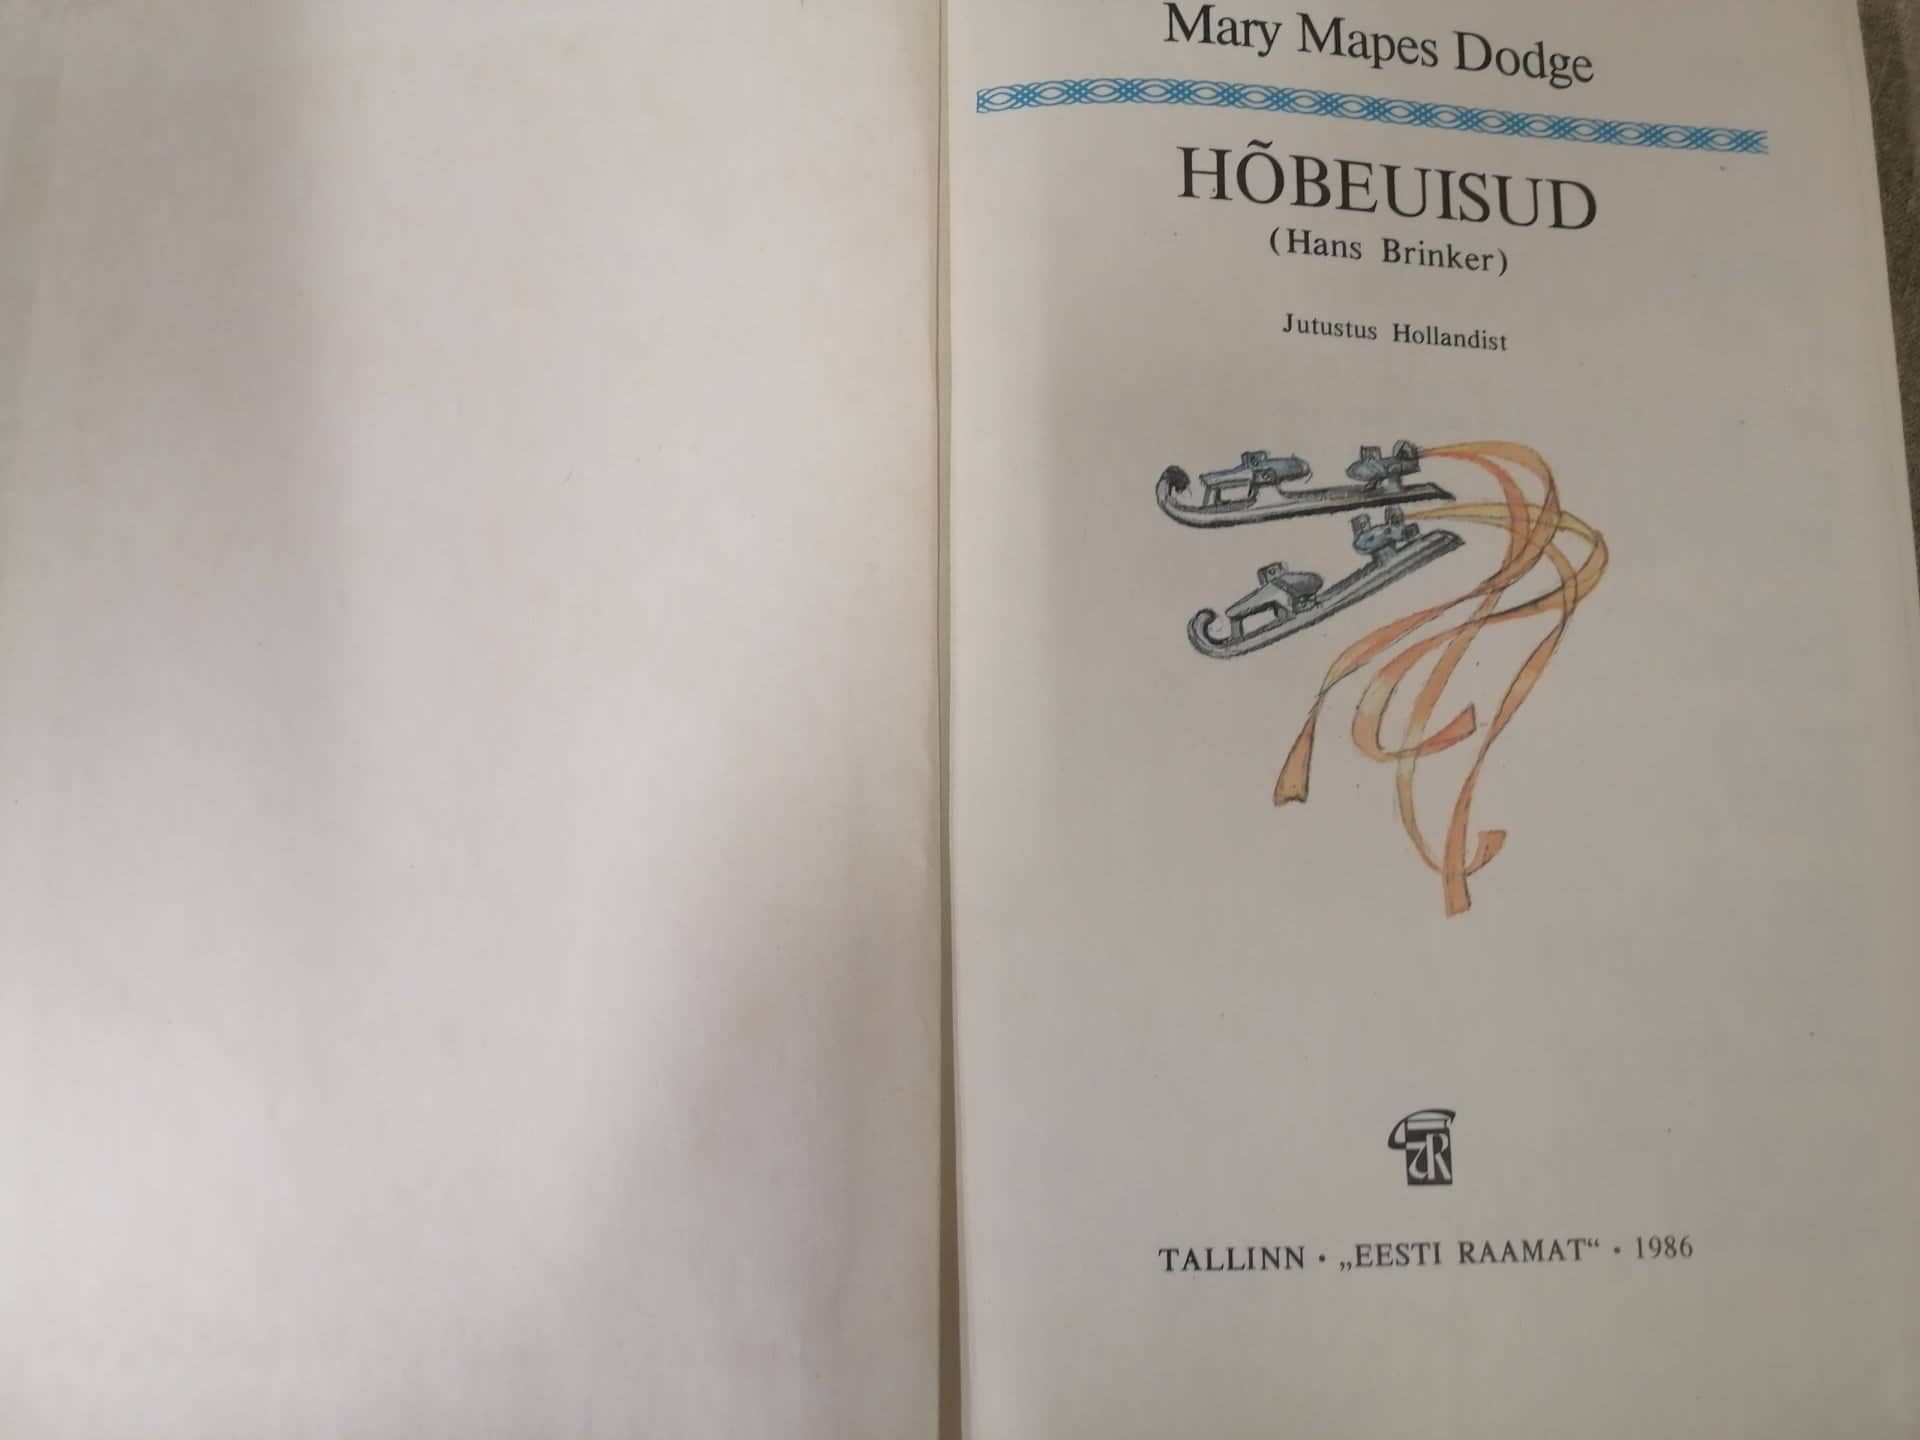 Mary Mapes Dodge
HÕBEUISUD
(Hans Brinker)
Jutustus Hollandist
TALLINN • „EESTI RAAMAT“ • 1986